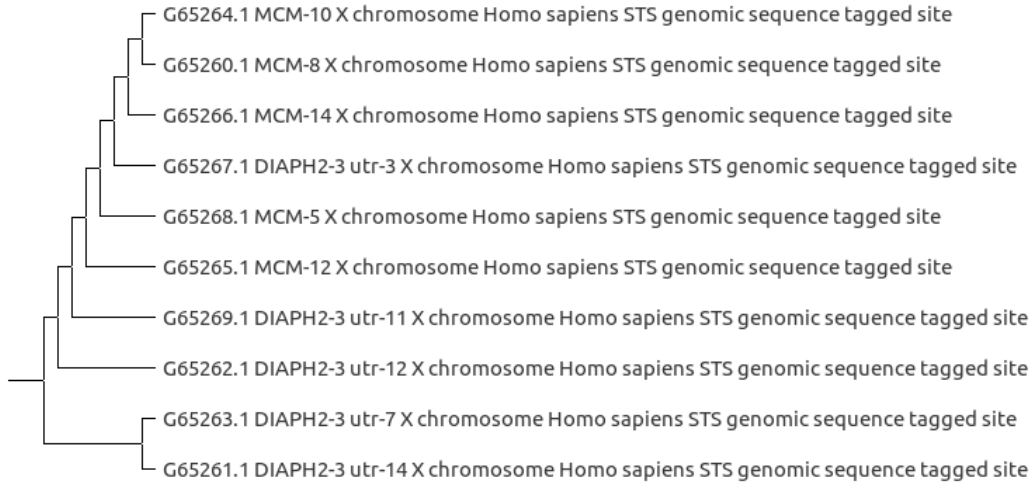 G65264.1 MCM-10 X chromosome Homo sapiens STS genomic sequence tagged site
G65260.1 MCM-8 X chromosome Homo sapiens STS genomic sequence tagged site
G65266.1 MCM-14 X chromosome Homo sapiens STS genomic sequence tagged site
G65267.1 DIAPH2-3 utr-3 X chromosome Homo sapiens STS genomic sequence tagged site
G65268.1 MCM-5 X chromosome Homo sapiens STS genomic sequence tagged site
G65265.1 MCM-12 X chromosome Homo sapiens STS genomic sequence tagged site
G65269.1 DIAPH2-3 utr-11 X chromosome Homo sapiens STS genomic sequence tagged site
G65262.1 DIAPH2-3 utr-12 X chromosome Homo sapiens STS genomic sequence tagged site
G65263.1 DIAPH2-3 utr-7 X chromosome Homo sapiens STS genomic sequence tagged site
G65261.1 DIAPH2-3 utr-14 X chromosome Homo sapiens STS genomic sequence tagged site